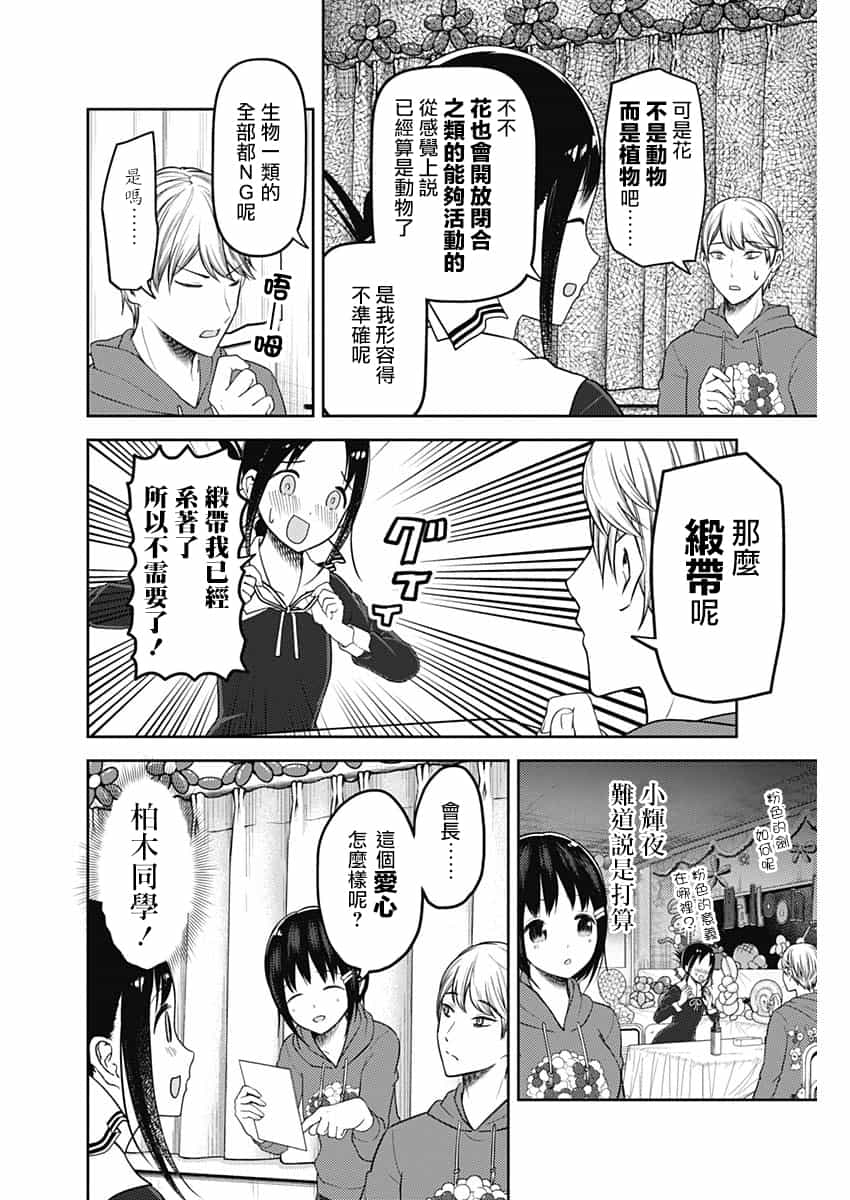 可是花
不是動物
而是植物
吧……
不不
花也會開放閉合
之類的能夠活動的
從感覺上說
已經算是動物了
是我形容得
不準確呢
生物一類的
全部都NG呢
是嗎……
唔—
呣
那麼
緞帶
呢
グイイッ
緞帶我已經
系著了
所以不需要了！
粉色的劍
如何呢
粉色的意義
在哪裡？
小輝夜
難道說是打算
會長……
這個愛心
怎麼樣呢？
柏木同學！